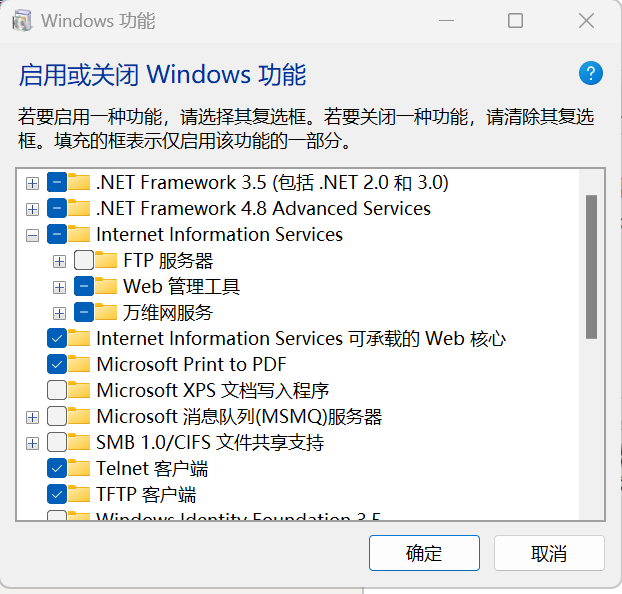 Windows 功能
启用或关闭 Windows 功能
?
若要启用一种功能，请选择其复选框。若要关闭一种功能，请清除其复选
框。填充的框表示仅启用该功能的一部分。
.NET Framework 3.5 (包括 .NET 2.0 和 3.0)
.NET Framework 4.8 Advanced Services
Internet Information Services
FTP 服务器
Web 管理工具
万维网服务
Internet Information Services 可承载的 Web 核心
Microsoft Print to PDF
Microsoft XPS 文档写入程序
Microsoft 消息队列(MSMQ)服务器
SMB 1.0/CIFS 文件共享支持
Telnet 客户端
TFTP 客户端
Windows Identity Foundation 3.5
确定 取消